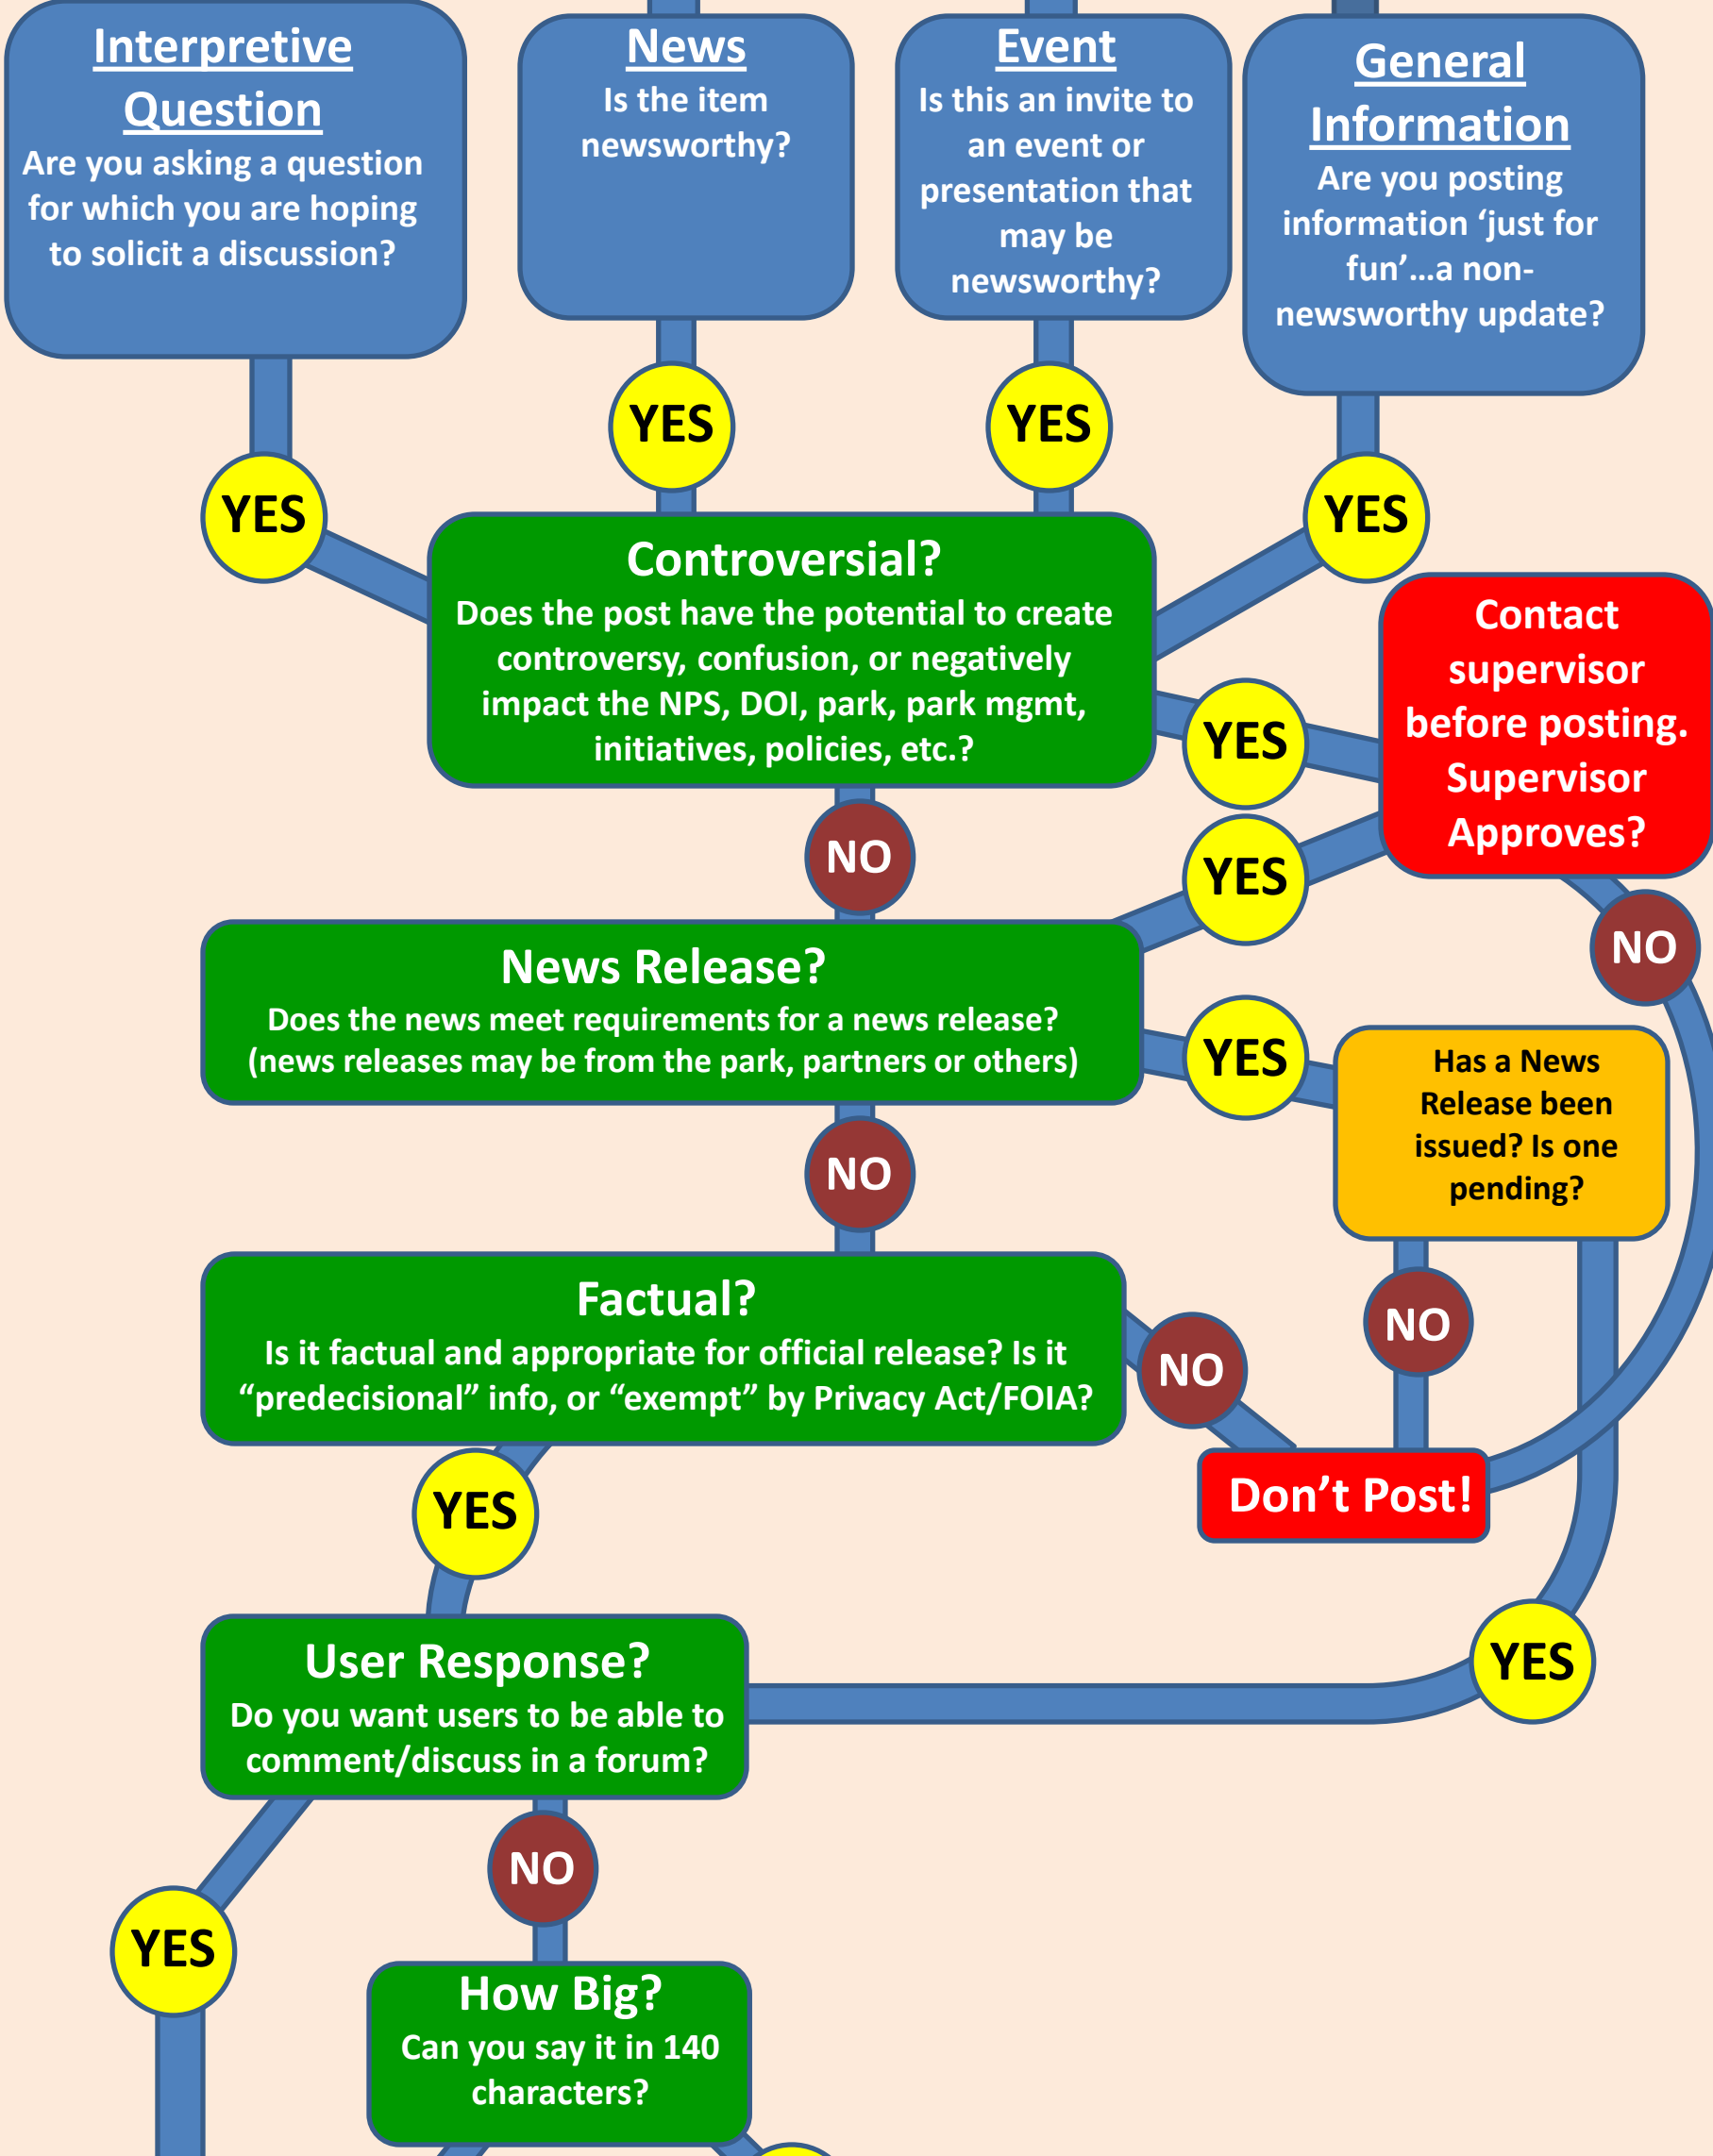 Interpretive
Question
Are you asking a question
for which you are hoping
to solicit a discussion?
News
Is the item
newsworthy?
Event
Is this an invite to
an event or
presentation that
may be
newsworthy?
General
Information
Are you posting
information ‘just for
fun’...a non-
newsworthy update?
YES
YES
YES
YES
Controversial?
Does the post have the potential to create
controversy, confusion, or negatively
impact the NPS, DOI, park, park mgmt,
initiatives, policies, etc.?
Contact
supervisor
before posting.
Supervisor
Approves?
YES
NO
YES
NO
News Release?
Does the news meet requirements for a news release?
(news releases may be from the park, partners or others)
YES
Has a News
Release been
issued? Is one
pending?
NO
Factual?
Is it factual and appropriate for official release? Is it
“predecisional” info, or “exempt” by Privacy Act/FOIA?
NO
NO
Don’t Post!
YES
User Response?
Do you want users to be able to
comment/discuss in a forum?
YES
NO
YES
How Big?
Can you say it in 140
characters?